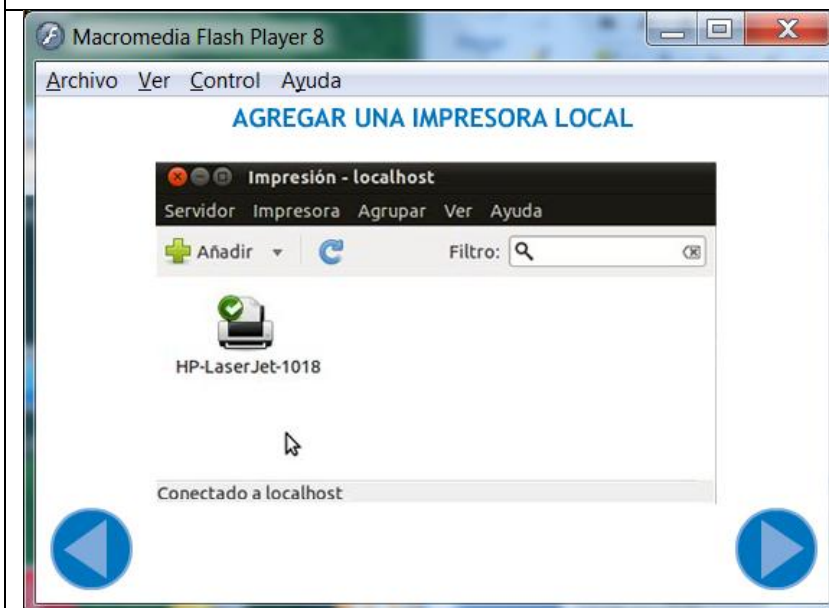 Macromedia Flash Player 8
Archivo Ver Control Ayuda
AGREGAR UNA IMPRESORA LOCAL
Impresión - localhost
Servidor Impresora Agrupar Ver Ayuda
Añadir Filtro:
HP-LaserJet-1018
Conectado a localhost